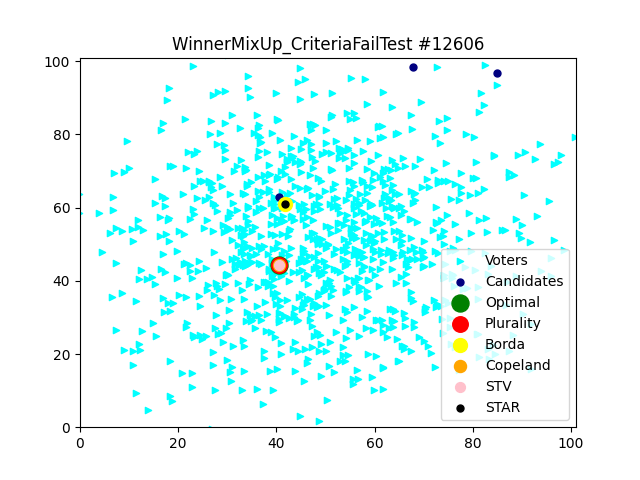 WinnerMixUp_CriteriaFailTest #12606
100
80
60
40
20
0
0 20 40 60 80 100
Voters
Candidates
Optimal
Plurality
Borda
Copeland
STV
STAR